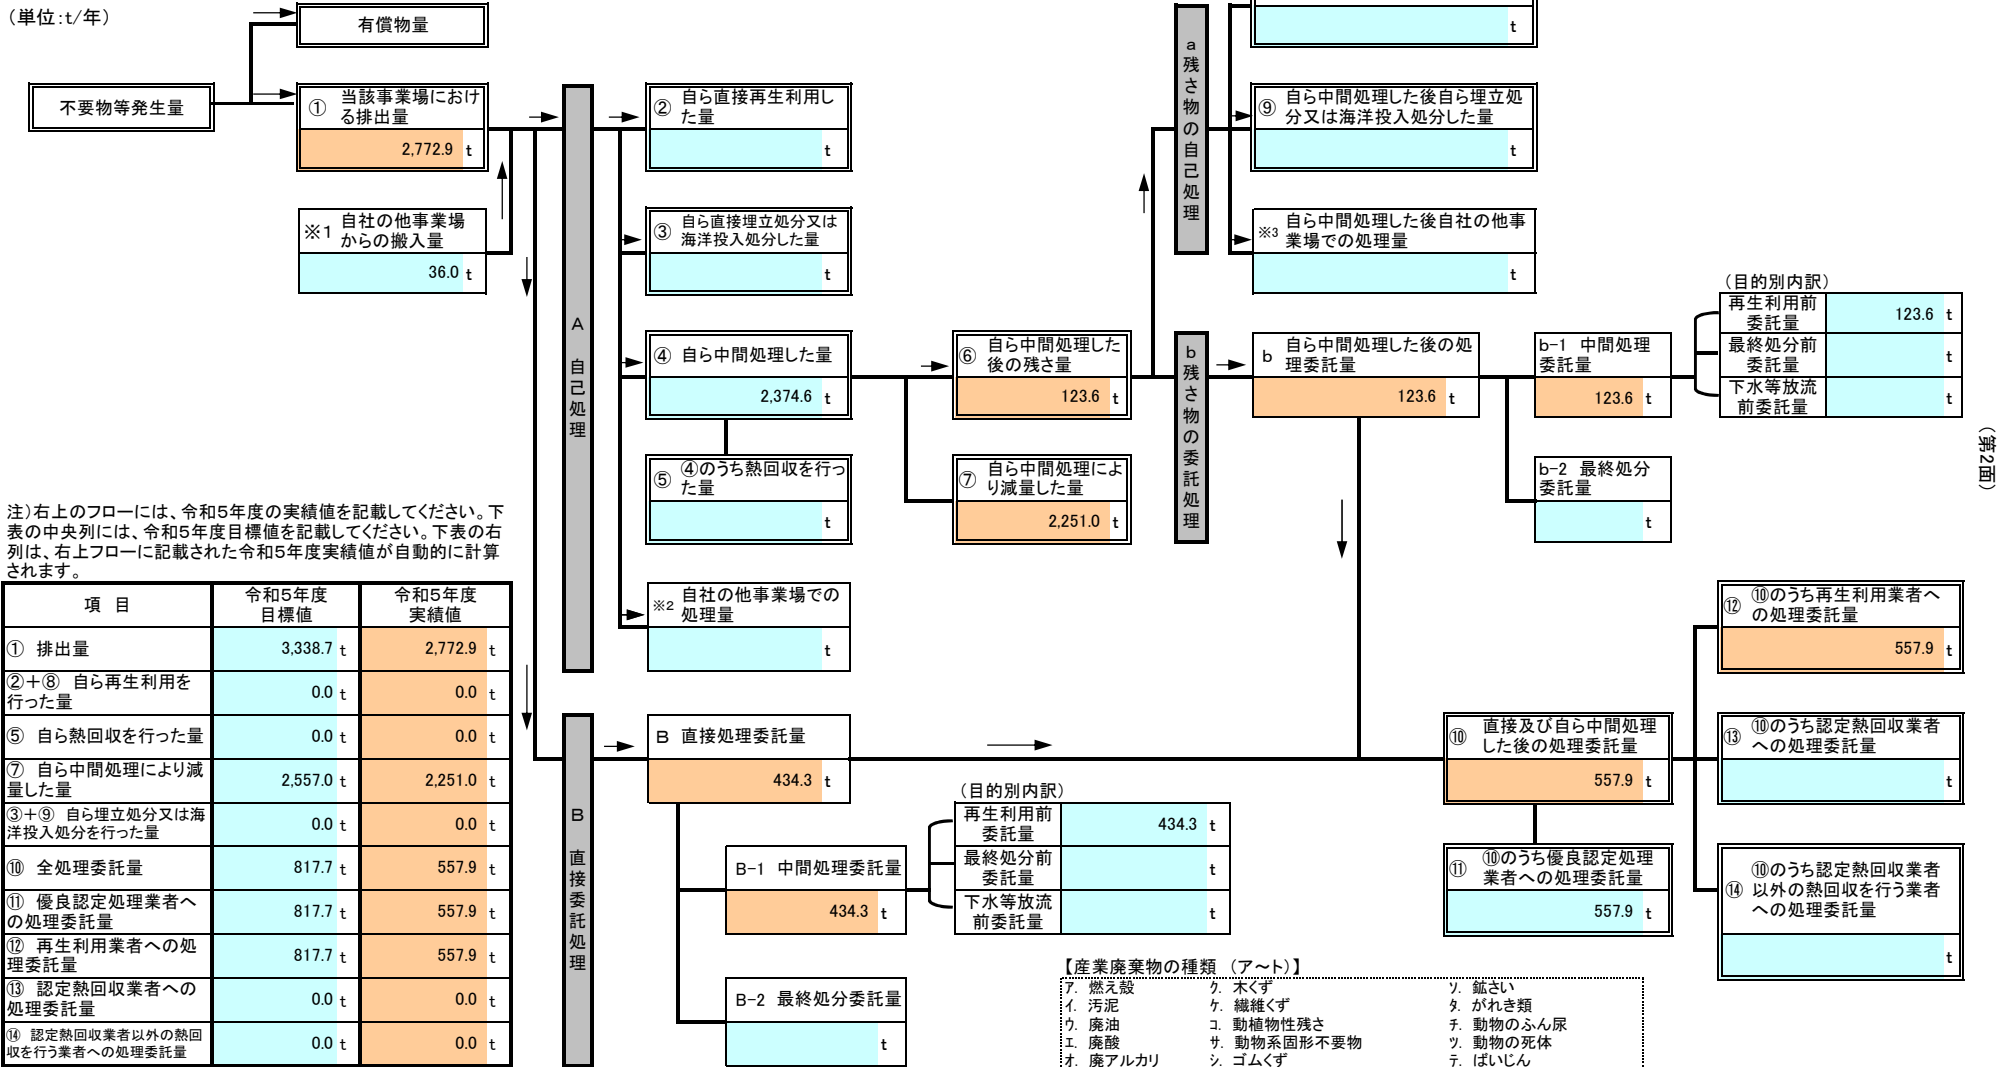 （単位：t/年）
有償物量
不要物等発生量
① 当該事業場におけ
る排出量
2,772.9 t
※1 自社の他事業場
からの搬入量
36.0 t
A 自己処理
② 自ら直接再生利用し
た量
t
③ 自ら直接埋立処分又は
海洋投入処分した量
t
④ 自ら中間処理した量
2,374.6 t
⑤ ④のうち熱回収を行っ
た量
t
※2 自社の他事業場での
処理量
t
⑥ 自ら中間処理した
後の残さ量
123.6 t
⑦ 自ら中間処理によ
り減量した量
2,251.0 t
a 残さ物の自己処理
t
⑨ 自ら中間処理した後自ら埋立処
分又は海洋投入処分した量
t
※3 自ら中間処理した後自社の他事
業場での処理量
t
b 残さ物の委託処理
b 自ら中間処理した後の処
理委託量
123.6 t
b-1 中間処理
委託量
123.6 t
b-2 最終処分
委託量
t
（目的別内訳）
再生利用前
委託量
123.6 t
最終処分前
委託量
t
下水等放流
前委託量
t
（第2面）
注）右上のフローには、令和5年度の実績値を記載してください。下
表の中央列には、令和5年度目標値を記載してください。下表の右
列は、右上フローに記載された令和5年度実績値が自動的に計算
されます。
項 目 令和5年度
目標値 令和5年度
実績値
① 排出量 3,338.7 t 2,772.9 t
②＋⑧ 自ら再生利用を
行った量 0.0 t 0.0 t
⑤ 自ら熱回収を行った量 0.0 t 0.0 t
⑦ 自ら中間処理により減
量した量 2,557.0 t 2,251.0 t
③＋⑨ 自ら埋立処分又は海
洋投入処分を行った量 0.0 t 0.0 t
⑩ 全処理委託量 817.7 t 557.9 t
⑪ 優良認定処理業者へ
の処理委託量 817.7 t 557.9 t
⑫ 再生利用業者への処
理委託量 817.7 t 557.9 t
⑬ 認定熱回収業者への
処理委託量 0.0 t 0.0 t
⑭ 認定熱回収業者以外の熱回
収を行う業者への処理委託量 0.0 t 0.0 t
B 直接委託処理
B 直接処理委託量
434.3 t
B-1 中間処理委託量
434.3 t
B-2 最終処分委託量
t
（目的別内訳）
再生利用前
委託量
434.3 t
最終処分前
委託量
t
下水等放流
前委託量
t
⑩ 直接及び自ら中間処理
した後の処理委託量
557.9 t
⑪ ⑩のうち優良認定処理
業者への処理委託量
557.9 t
⑫ ⑩のうち再生利用業者へ
の処理委託量
557.9 t
⑬ ⑩のうち認定熱回収業者
への処理委託量
t
⑭ ⑩のうち認定熱回収業者
以外の熱回収を行う業者
への処理委託量
t
【産業廃棄物の種類 （ア～ト）】
ア. 燃え殻 ク. 木くず ソ. 鉱さい
イ. 汚泥 ケ. 繊維くず タ. がれき類
ウ. 廃油 コ. 動植物性残さ チ. 動物のふん尿
エ. 廃酸 サ. 動物系固形不要物 ツ. 動物の死体
オ. 廃アルカリ シ. ゴムくず テ. ばいじん